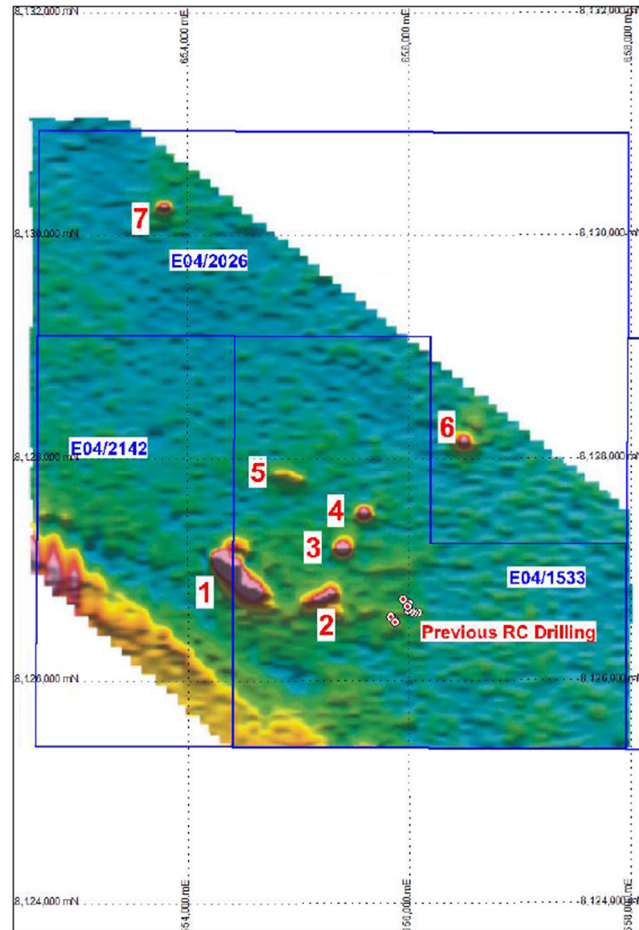 8,132,000 mN
8,132,000 mN
654,000 mE
656,000 mE
658,000 mE
7
8,130,000 mN
8,130,000 mN
E04/2026
6
E04/2142
8,128,000 mN
8,128,000 mN
5
4
3
E04/1533
1
2
Previous RC Drilling
8,126,000 mN
8,126,000 mN
8,124,000 mN
8,124,000 mN
654,000 mE
656,000 mE
658,000 mE